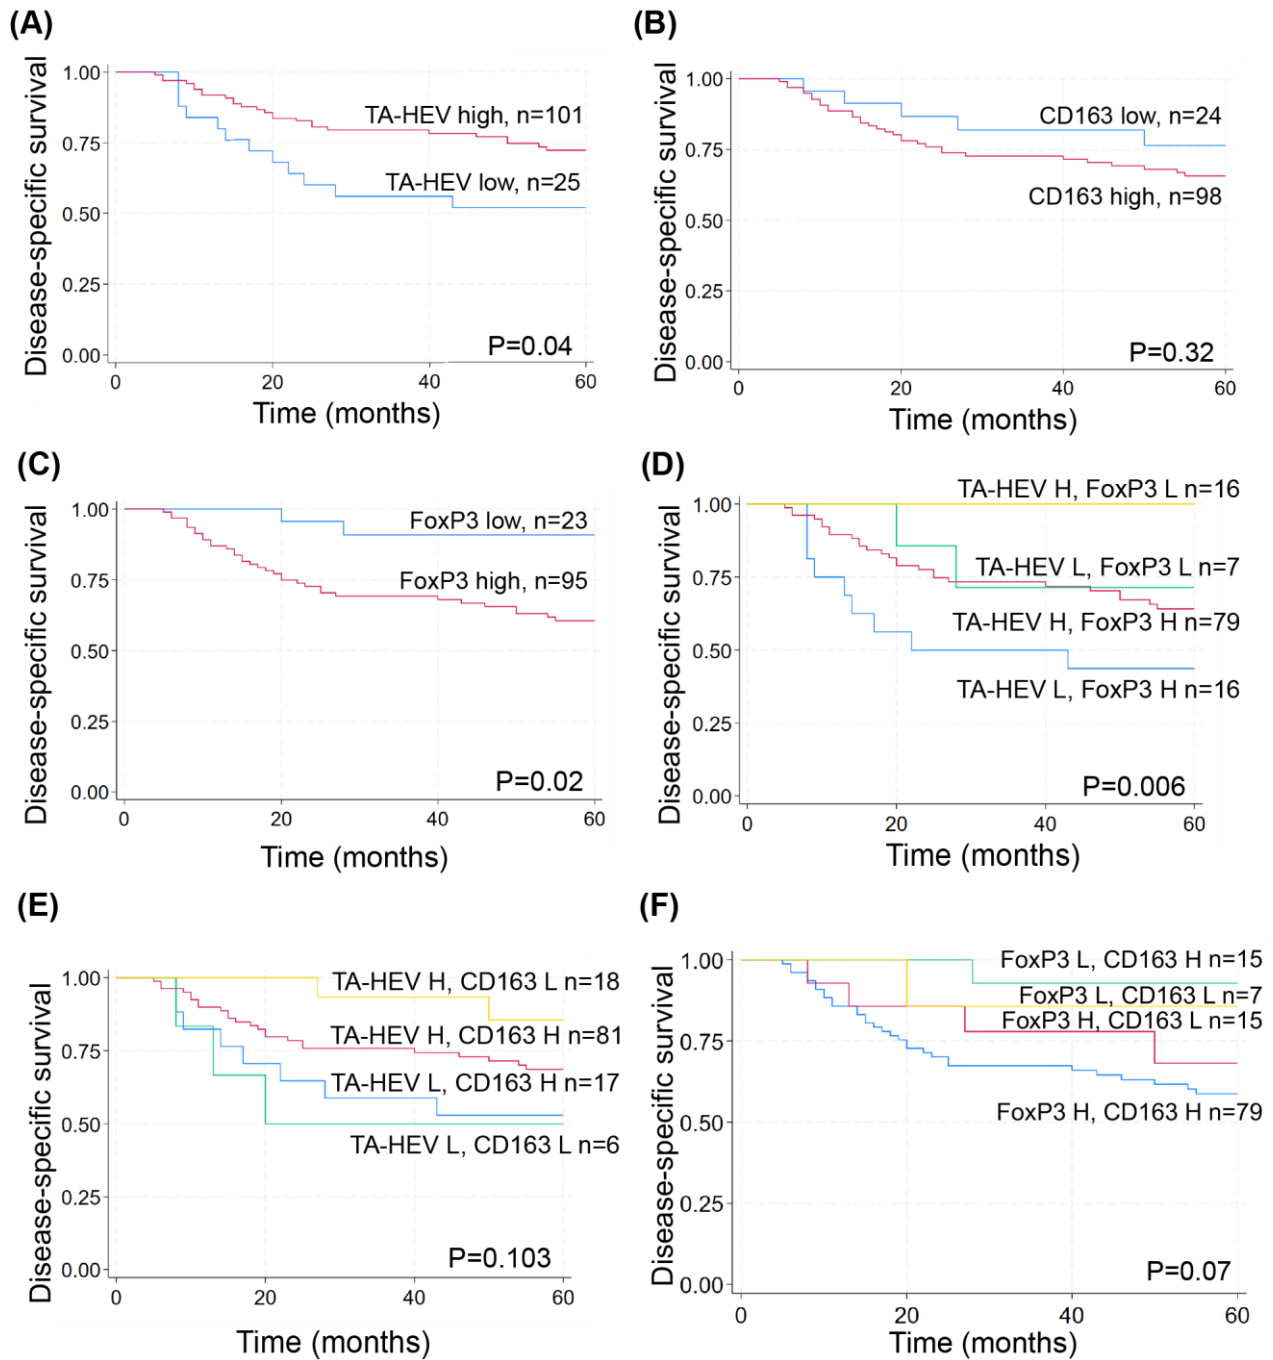 (A)
Disease-specific survival
1.00
0.75
0.50
0.25
0.00
TA-HEV high, n=101
TA-HEV low, n=25
P=0.04
0 20 40 60
Time (months)
(B)
Disease-specific survival
1.00
0.75
0.50
0.25
0.00
CD163 low, n=24
CD163 high, n=98
P=0.32
0 20 40 60
Time (months)
(C)
Disease-specific survival
1.00
0.75
0.50
0.25
0.00
FoxP3 low, n=23
FoxP3 high, n=95
P=0.02
0 20 40 60
Time (months)
(D)
Disease-specific survival
1.00
0.75
0.50
0.25
0.00
TA-HEV H, FoxP3 L n=16
TA-HEV L, FoxP3 L n=7
TA-HEV H, FoxP3 H n=79
TA-HEV L, FoxP3 H n=16
P=0.006
0 20 40 60
Time (months)
(E)
Disease-specific survival
1.00
0.75
0.50
0.25
0.00
TA-HEV H, CD163 L n=18
TA-HEV H, CD163 H n=81
TA-HEV L, CD163 H n=17
TA-HEV L, CD163 L n=6
P=0.103
0 20 40 60
Time (months)
(F)
Disease-specific survival
1.00
0.75
0.50
0.25
0.00
FoxP3 L, CD163 H n=15
FoxP3 L, CD163 L n=7
FoxP3 H, CD163 L n=15
FoxP3 H, CD163 H n=79
P=0.07
0 20 40 60
Time (months)